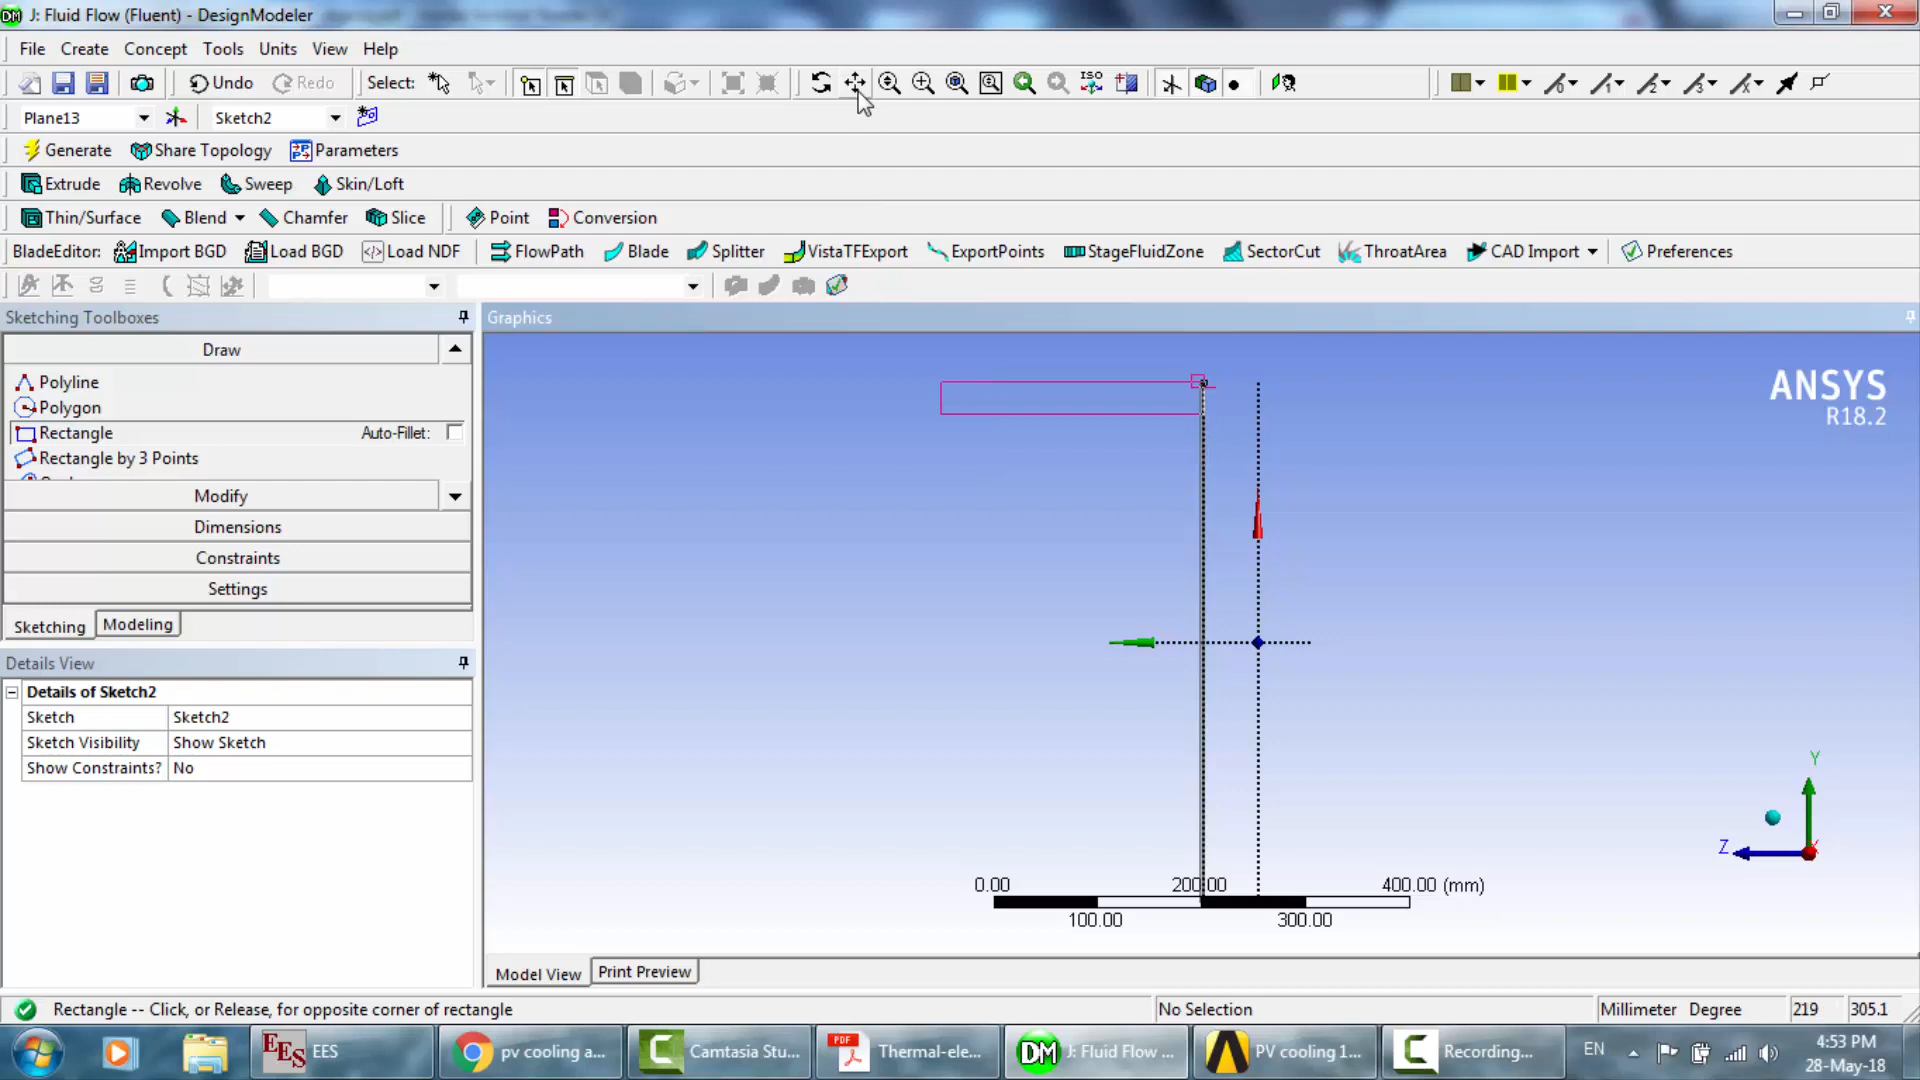 J: Fluid Flow (Fluent) - DesignModeler
File Create Concept Tools Units View Help
Undo Redo Select: ISO
Plane13 Sketch2
Generate Share Topology Parameters
Extrude Revolve Sweep Skin/Loft
Thin/Surface Blend Chamfer Slice Point Conversion
BladeEditor: Import BGD Load BGD Load NDF FlowPath Blade Splitter VistaTFExport ExportPoints StageFluidZone SectorCut ThroatArea CAD Import Preferences
Sketching Toolboxes
Draw
Polyline
Polygon
Rectangle Auto-Fillet:
Rectangle by 3 Points
Modify
Dimensions
Constraints
Settings
Sketching Modeling
Details View
Details of Sketch2
Sketch Sketch2
Sketch Visibility Show Sketch
Show Constraints? No
Graphics
ANSYS
R18.2
Y
Z
0.00 200.00 400.00 (mm)
100.00 300.00
Model View Print Preview
Rectangle -- Click, or Release, for opposite corner of rectangle No Selection Millimeter Degree 219 305.1
EES EES pv cooling a... Camtasia Stu... PDF Thermal-ele... DM J: Fluid Flow ... PV cooling 1... Recording... EN 4:53 PM
28-May-18